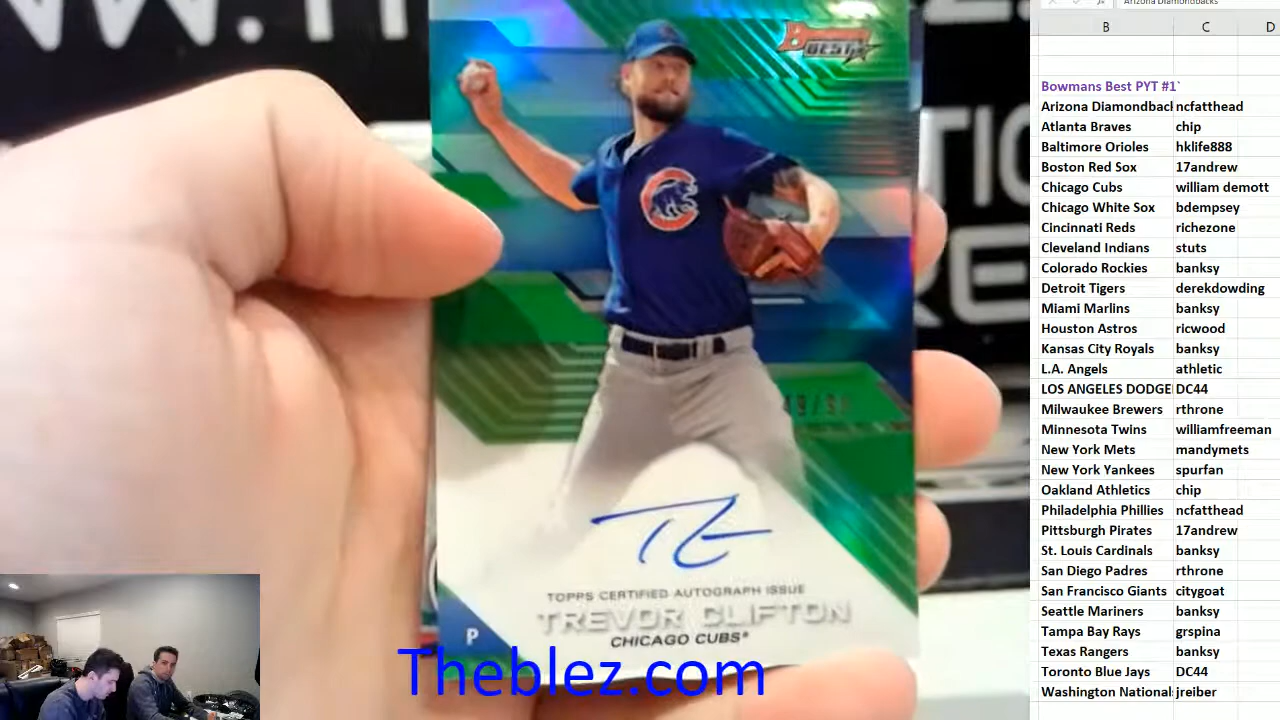 Arizona Diamondbacks
B C D
Bowmans Best PYT #1`
Arizona Diamondbacl ncfatthead
Atlanta Braves chip
Baltimore Orioles hklife888
Boston Red Sox 17andrew
Chicago Cubs william demott
Chicago White Sox bdempsey
Cincinnati Reds richezone
Cleveland Indians stuts
Colorado Rockies banksy
Detroit Tigers derekdowding
Miami Marlins banksy
Houston Astros ricwood
Kansas City Royals banksy
L.A. Angels athletic
LOS ANGELES DODGE DC44
Milwaukee Brewers rthrone
Minnesota Twins williamfreeman
New York Mets mandymets
New York Yankees spurfan
Oakland Athletics chip
Philadelphia Phillies ncfatthead
Pittsburgh Pirates 17andrew
St. Louis Cardinals banksy
San Diego Padres rthrone
San Francisco Giants citygoat
Seattle Mariners banksy
Tampa Bay Rays grspina
Texas Rangers banksy
Toronto Blue Jays DC44
Washington National jreiber
Bowman's
BEST
TOPPS CERTIFIED AUTOGRAPH ISSUE
TREVOR CLIFTON
P
CHICAGO CUBS®
Theblez.com